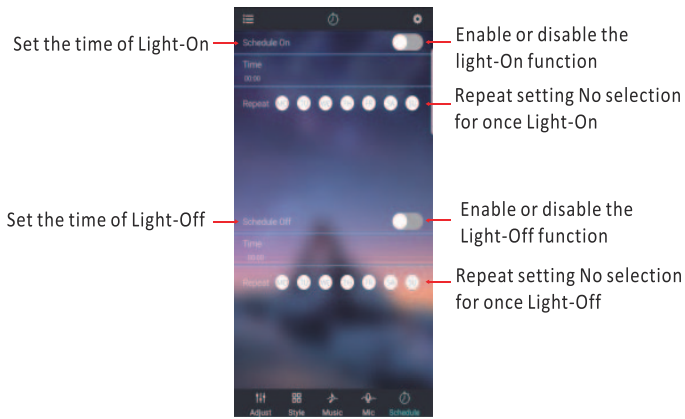 Set the time of Light-On
Schedule On
Enable or disable the
light-On function
Time
00:00
Repeat
Repeat setting No selection
for once Light-On
Set the time of Light-Off
Schedule Off
Enable or disable the
Light-Off function
Time
00:00
Repeat
Repeat setting No selection
for once Light-Off
Adjust
Style
Music
Mic
Schedule